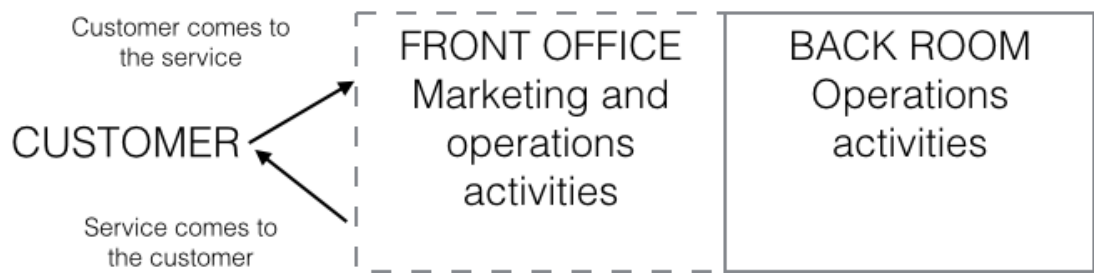 Customer comes to
the service
CUSTOMER
Service comes to
the customer
FRONT OFFICE
Marketing and
operations
activities
BACK ROOM
Operations
activities